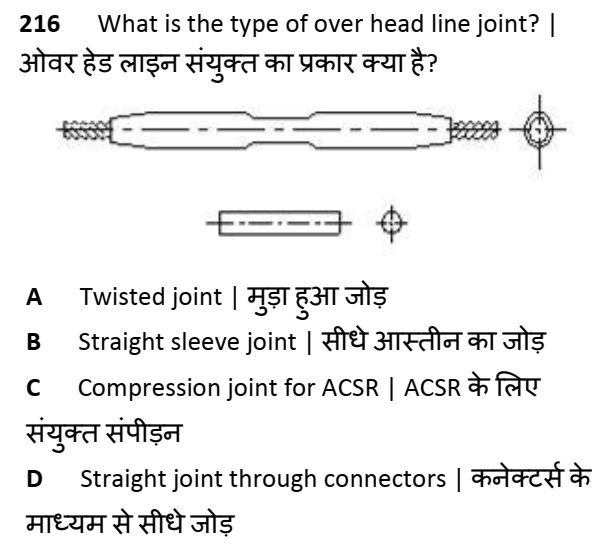 216 What is the type of over head line joint? |
ओवर हेड लाइन संयुक्त का प्रकार क्या है?
A Twisted joint | मुड़ा हुआ जोड़
B Straight sleeve joint | सीधे आस्तीन का जोड़
C Compression joint for ACSR | ACSR के लिए
संयुक्त संपीड़न
D Straight joint through connectors | कनेक्टर्स के
माध्यम से सीधे जोड़